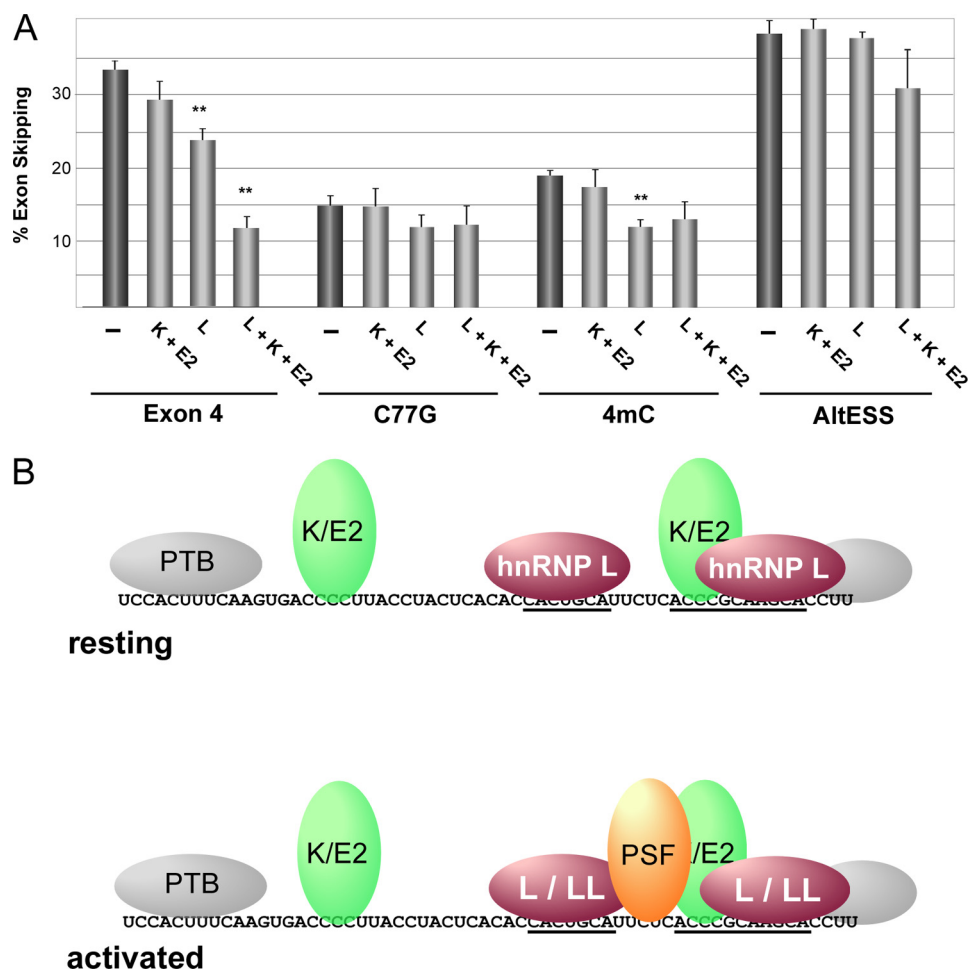 A
% Exon Skipping
30
20
10
** ** **
– K + E2 L L + K + E2 – K + E2 L L + K + E2 – K + E2 L L + K + E2 – K + E2 L L + K + E2
Exon 4 C77G 4mC AltESS
B
PTB K/E2 hnRNP L K/E2 hnRNP L
UCCACUUUCAAGUGACCCCUUACCUACUCACACCACUGCAUUCUCACCCGCAAGCACCUU
resting
PTB K/E2 L / LL PSF /E2 L / LL
UCCACUUUCAAGUGACCCCUUACCUACUCACACCACUGCAUUCUCACCCGCAAGCACCUU
activated